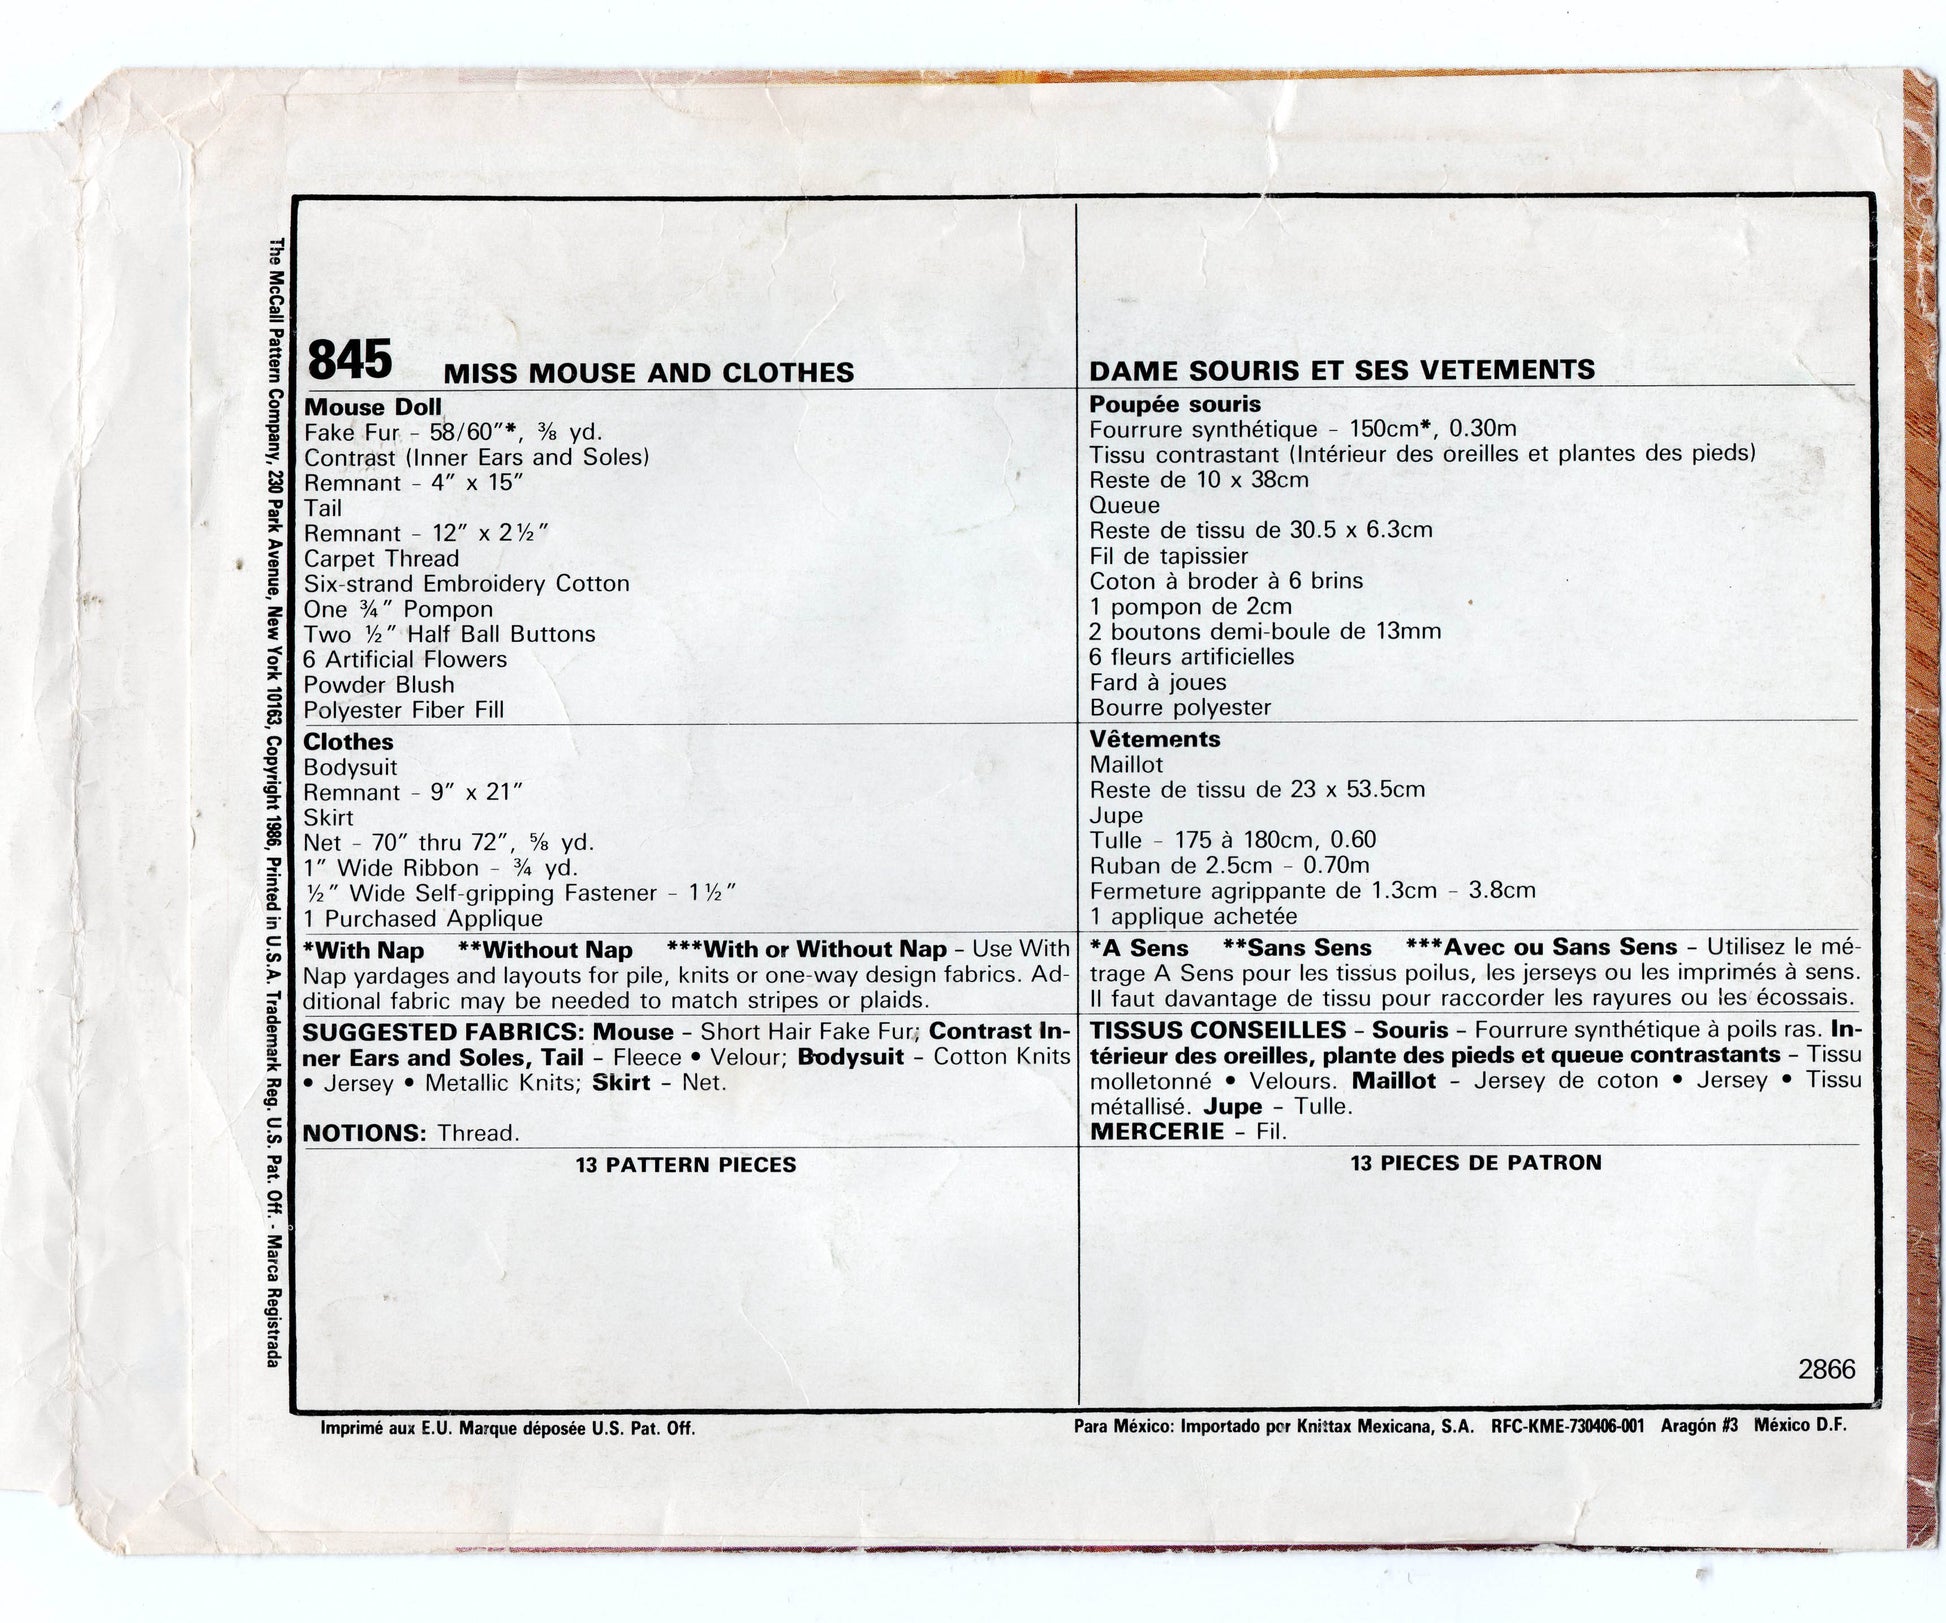 The McCall Pattern Company, 230 Park Avenue, New York 10163, Copyright 1986, Printed in U.S.A. Trademark Reg. U.S. Pat. Off. - Marca Registrada
845 MISS MOUSE AND CLOTHES
Mouse Doll
Fake Fur - 58/60″*, ⅜ yd.
Contrast (Inner Ears and Soles)
Remnant - 4″ x 15″
Tail
Remnant - 12″ x 2½″
Carpet Thread
Six-strand Embroidery Cotton
One ¾″ Pompon
Two ½″ Half Ball Buttons
6 Artificial Flowers
Powder Blush
Polyester Fiber Fill
Clothes
Bodysuit
Remnant - 9″ x 21″
Skirt
Net - 70″ thru 72″, ⅝ yd.
1″ Wide Ribbon - ¾ yd.
½″ Wide Self-gripping Fastener - 1½″
1 Purchased Applique
*With Nap **Without Nap ***With or Without Nap - Use With
Nap yardages and layouts for pile, knits or one-way design fabrics. Ad-
ditional fabric may be needed to match stripes or plaids.
SUGGESTED FABRICS: Mouse - Short Hair Fake Fur; Contrast In-
ner Ears and Soles, Tail - Fleece • Velour; Bodysuit - Cotton Knits
• Jersey • Metallic Knits; Skirt - Net.
NOTIONS: Thread.
13 PATTERN PIECES
DAME SOURIS ET SES VETEMENTS
Poupée souris
Fourrure synthétique - 150cm*, 0.30m
Tissu contrastant (Intérieur des oreilles et plantes des pieds)
Reste de 10 x 38cm
Queue
Reste de tissu de 30.5 x 6.3cm
Fil de tapissier
Coton à broder à 6 brins
1 pompon de 2cm
2 boutons demi-boule de 13mm
6 fleurs artificielles
Fard à joues
Bourre polyester
Vêtements
Maillot
Reste de tissu de 23 x 53.5cm
Jupe
Tulle - 175 à 180cm, 0.60
Ruban de 2.5cm - 0.70m
Fermeture agrippante de 1.3cm - 3.8cm
1 applique achetée
*A Sens **Sans Sens ***Avec ou Sans Sens - Utilisez le mé-
trage A Sens pour les tissus poilus, les jerseys ou les imprimés à sens.
Il faut davantage de tissu pour raccorder les rayures ou les écossais.
TISSUS CONSEILLES - Souris - Fourrure synthétique à poils ras. In-
térieur des oreilles, plante des pieds et queue contrastants - Tissu
molletonné • Velours. Maillot - Jersey de coton • Jersey • Tissu
métallisé. Jupe - Tulle.
MERCERIE - Fil.
13 PIECES DE PATRON
2866
Imprimé aux E.U. Marque déposée U.S. Pat. Off.
Para México: Importado por Knittax Mexicana, S.A. RFC-KME-730406-001 Aragón #3 México D.F.